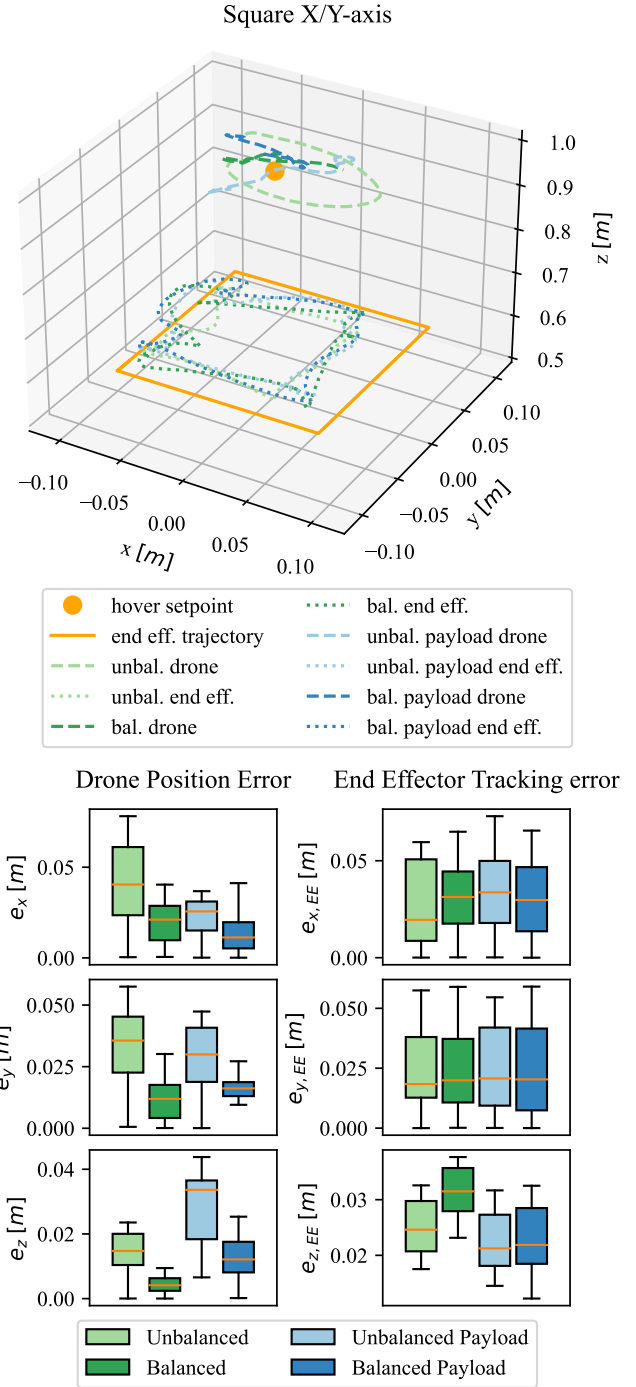 Square X/Y-axis
1.0
0.9
0.8
0.7
0.6
0.5
z [m]
0.10
0.05
0.00
−0.05
−0.10
y [m]
−0.10
−0.05
0.00
0.05
0.10
x [m]
hover setpoint
end eff. trajectory
unbal. drone
unbal. end eff.
bal. drone
bal. end eff.
unbal. payload drone
unbal. payload end eff.
bal. payload drone
bal. payload end eff.
Drone Position Error
End Effector Tracking error
e_x [m]
0.05
0.00
e_{x,EE} [m]
0.05
0.00
e_y [m]
0.050
0.025
0.000
e_{y,EE} [m]
0.050
0.025
0.000
e_z [m]
0.04
0.02
0.00
e_{z,EE} [m]
0.03
0.02
Unbalanced
Balanced
Unbalanced Payload
Balanced Payload